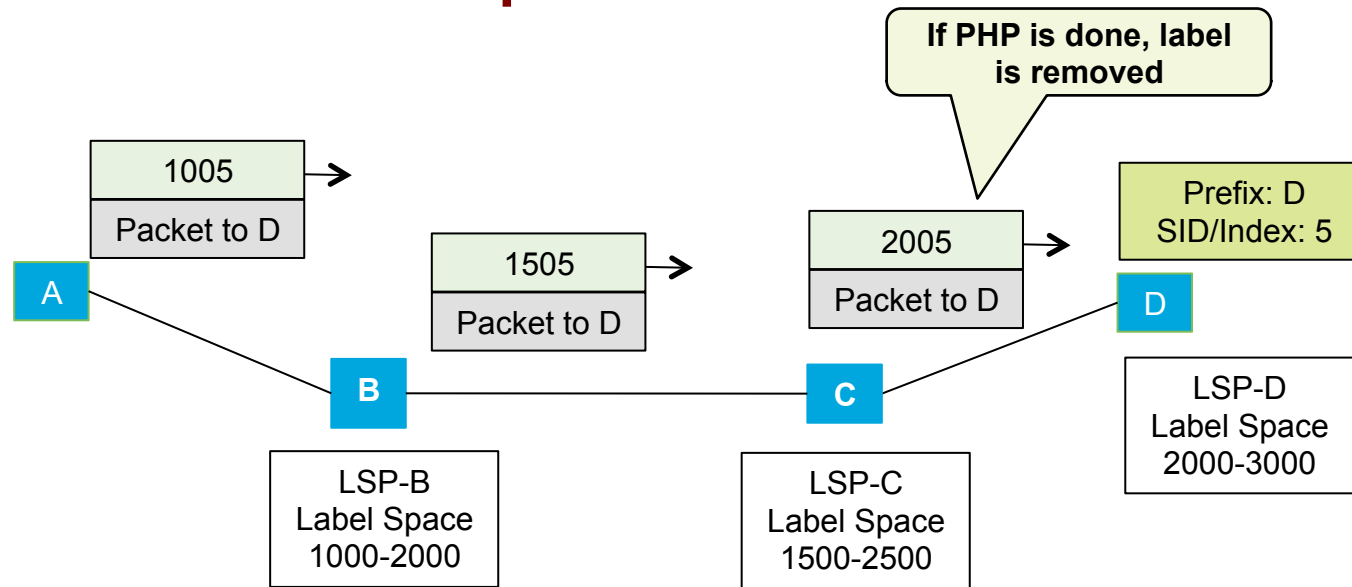 If PHP is done, label
is removed
1005
Packet to D
1505
Packet to D
2005
Packet to D
Prefix: D
SID/Index: 5
A
B
C
D
LSP-B
Label Space
1000-2000
LSP-C
Label Space
1500-2500
LSP-D
Label Space
2000-3000